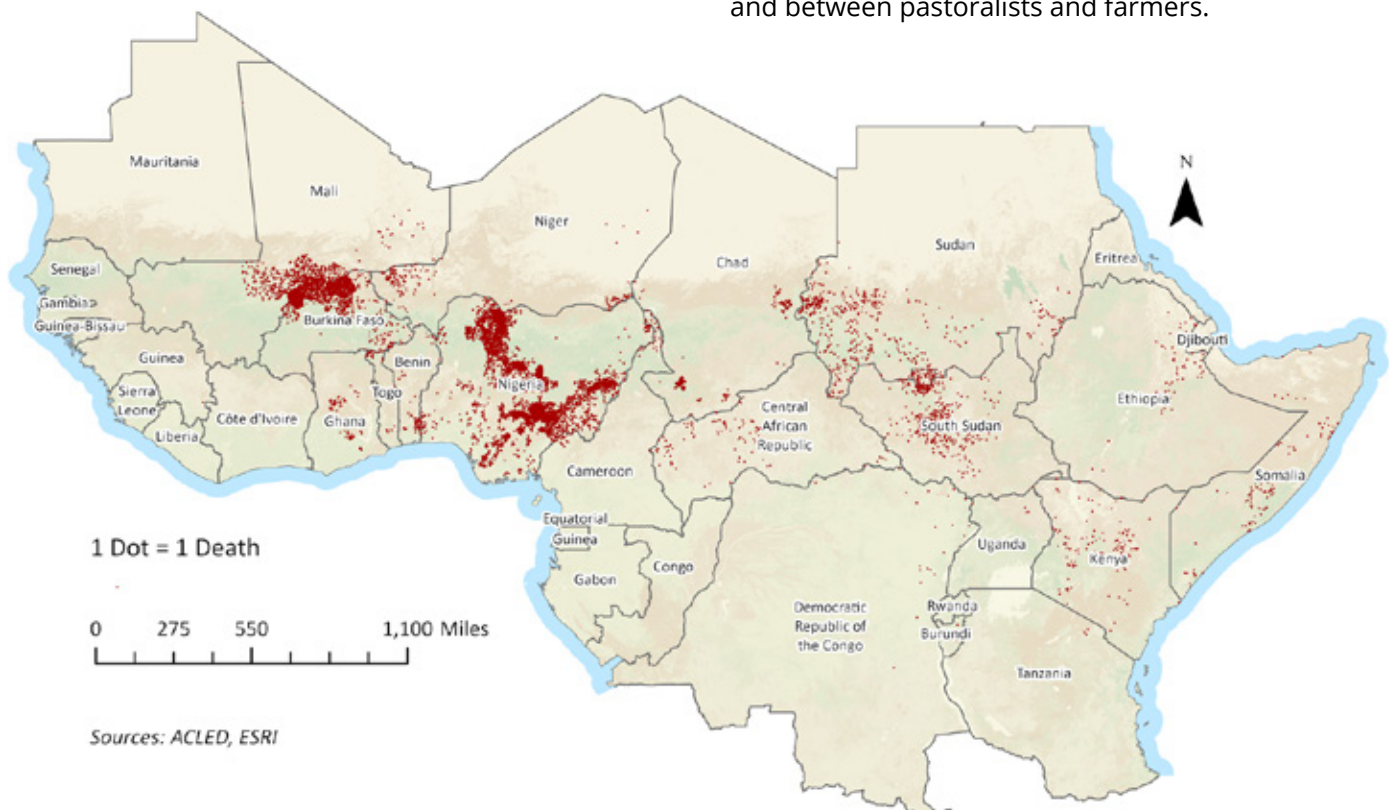 and between pastoralists and farmers.
N
Mauritania
Mali
Niger
Chad
Sudan
Eritrea
Senegal
Gambia
Guinea-Bissau
Guinea
Sierra
Leone
Liberia
Côte d'Ivoire
Burkina Faso
Ghana
Togo
Benin
Nigeria
Cameroon
Central
African
Republic
South Sudan
Ethiopia
Djibouti
Somalia
Equatorial
Guinea
Gabon
Congo
Democratic
Republic of
the Congo
Uganda
Kenya
Rwanda
Burundi
Tanzania
1 Dot = 1 Death
0 275 550 1,100 Miles
Sources: ACLED, ESRI